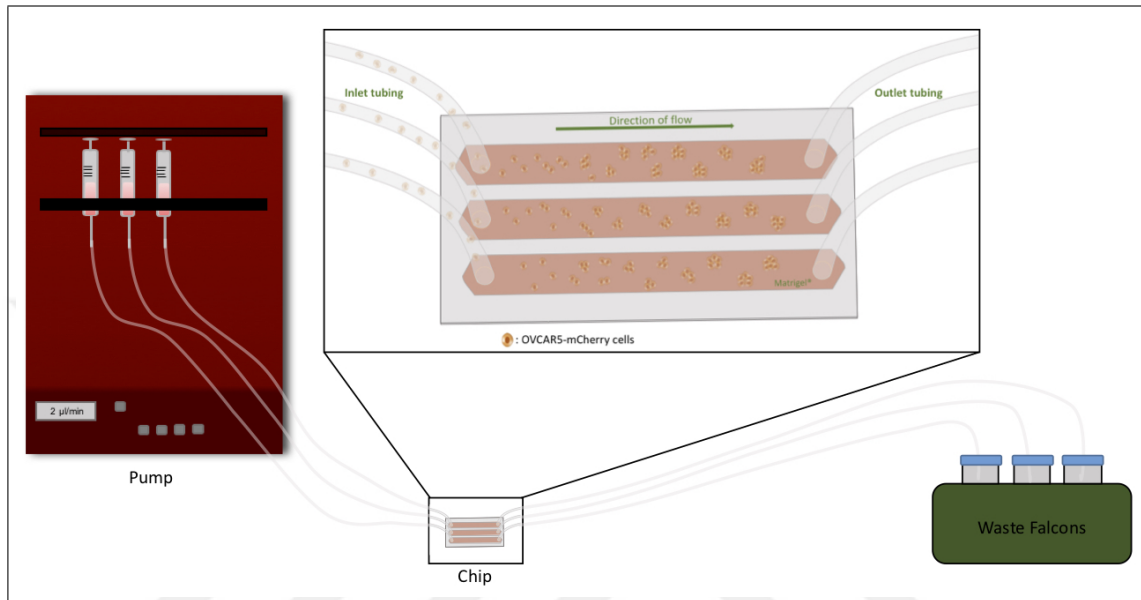 Inlet tubing
Outlet tubing
Direction of flow
Matrigel®
: OVCAR5-mCherry cells
2 µl/min
Pump
Chip
Waste Falcons